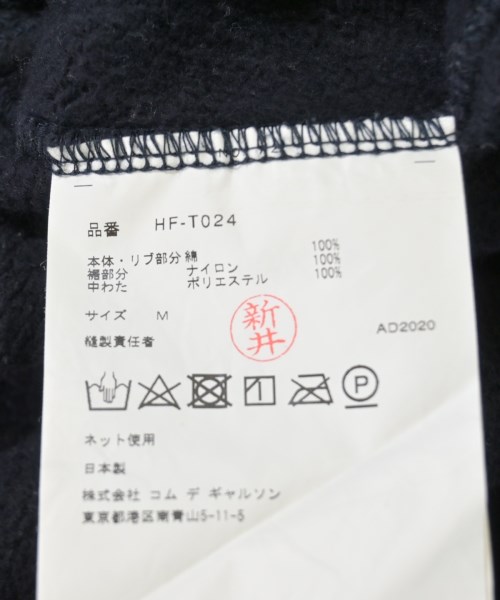 品番 HF-T024
本体・リブ部分 綿 100%
裾部分 ナイロン 100%
中わた ポリエステル 100%
サイズ M
新井
AD2020
縫製責任者
P
ネット使用
日本製
株式会社 コム デ ギャルソン
東京都港区南青山5-11-5